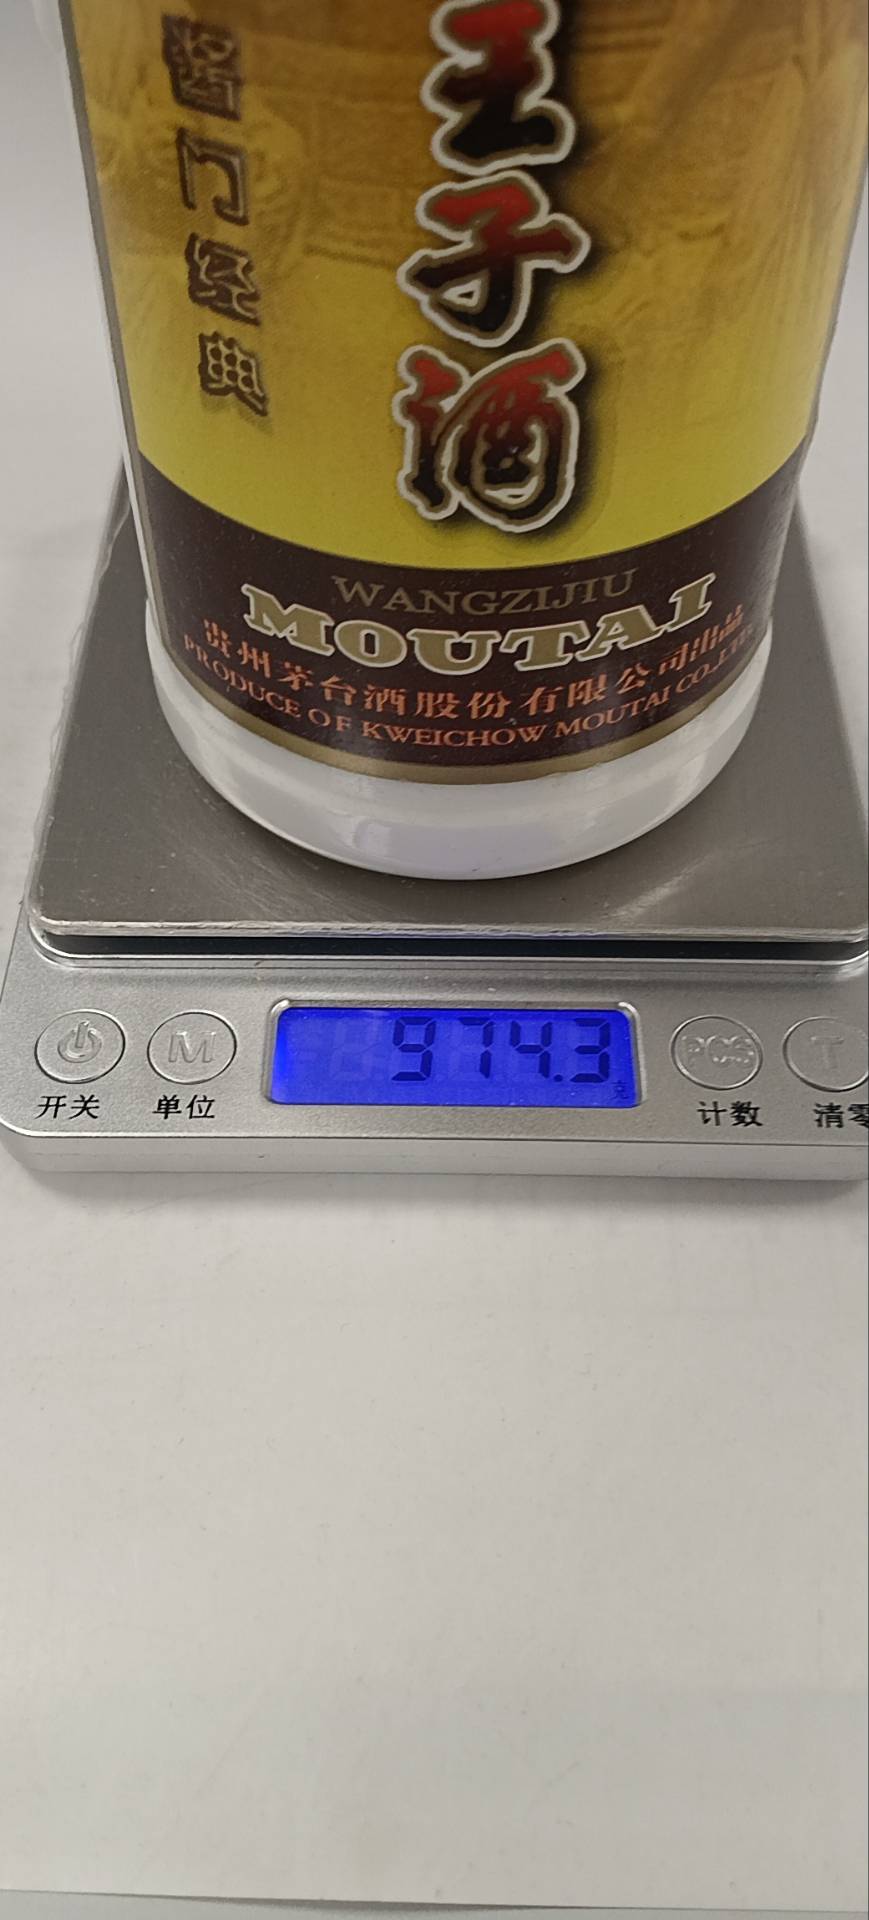 王子酒
酱门经典
WANGZIJIU
MOUTAI
贵州茅台酒股份有限公司出品
PRODUCE OF KWEICHOW MOUTAI CO.,LTD.
974.3
克
M
PCS
T
开关
单位
计数
清零